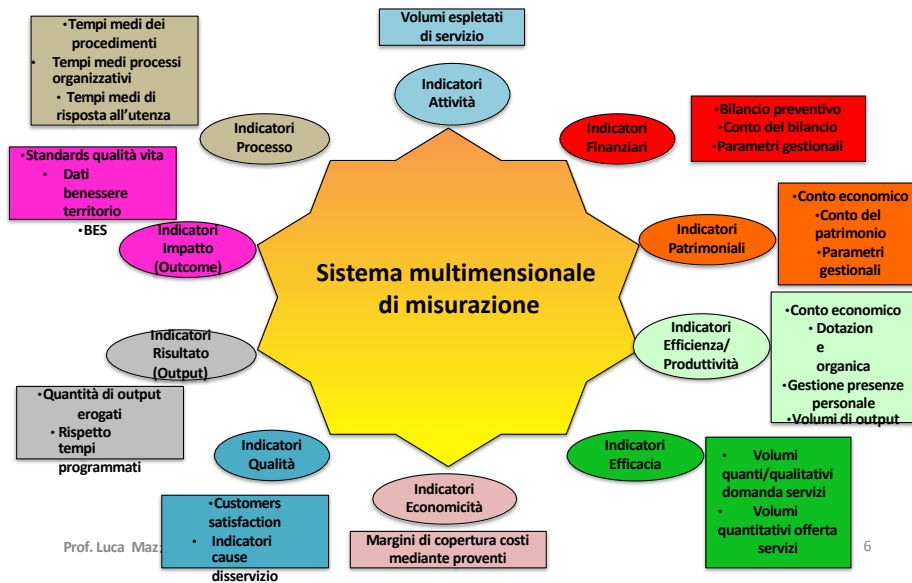 Volumi espletati
di servizio
Indicatori
Attività
•Tempi medi dei
procedimenti
• Tempi medi processi
organizzativi
• Tempi medi di
risposta all'utenza
Indicatori
Processo
Indicatori
Finanziari
•Bilancio preventivo
•Conto del bilancio
•Parametri gestionali
•Standards qualità vita
• Dati
benessere
territorio
•BES
Indicatori
Impatto
(Outcome)
Indicatori
Patrimoniali
•Conto economico
•Conto del
patrimonio
•Parametri
gestionali
Sistema multimensionale
di misurazione
Indicatori
Risultato
(Output)
•Quantità di output
erogati
• Rispetto
tempi
programmati
Indicatori
Efficienza/
Produttività
•Conto economico
• Dotazion
e
organica
•Gestione presenze
personale
•Volumi di output
Indicatori
Qualità
•Customers
satisfaction
• Indicatori
cause
disservizio
Indicatori
Economicità
Margini di copertura costi
mediante proventi
Indicatori
Efficacia
• Volumi
quanti/qualitativi
domanda servizi
• Volumi
quantitativi offerta
servizi
Prof. Luca
6